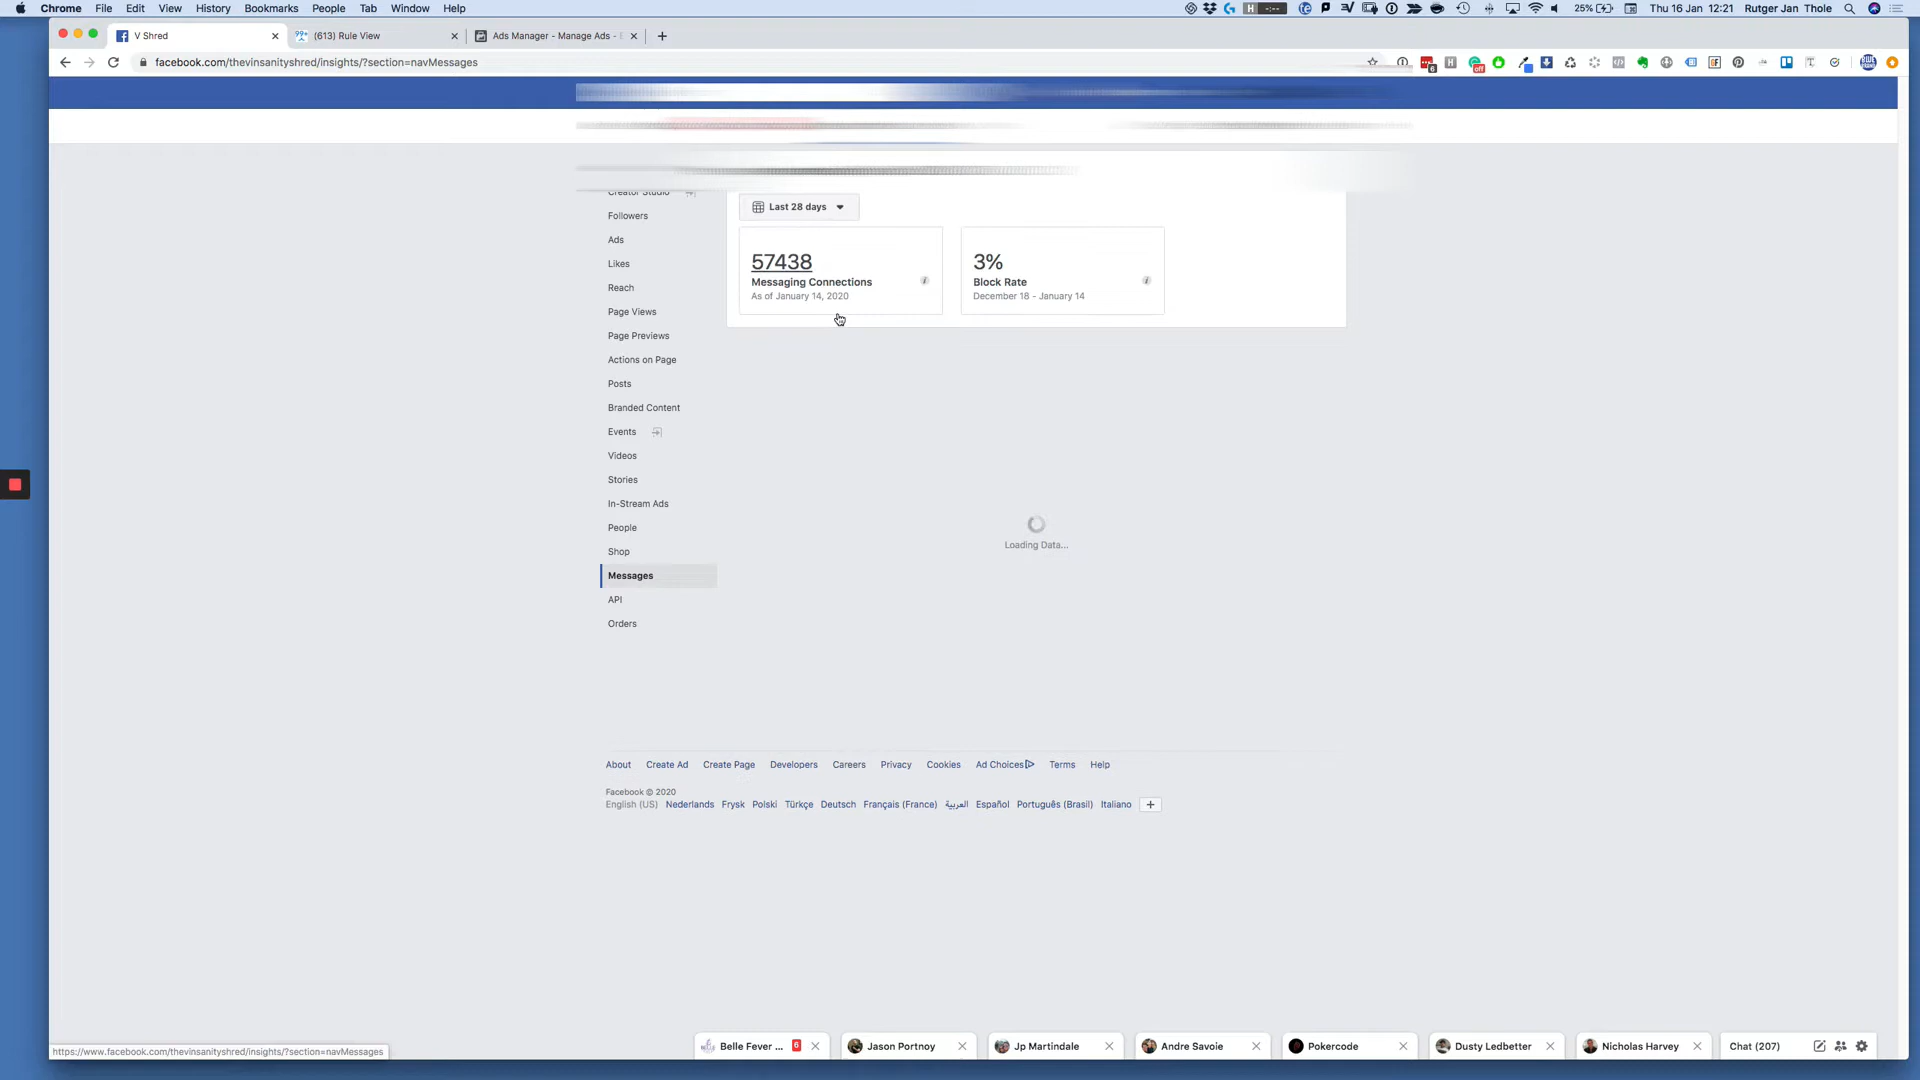 Chrome File Edit View History Bookmarks People Tab Window Help 25% Thu 16 Jan 12:21 Rutger Jan Thole
V Shred (613) Rule View Ads Manager - Manage Ads -
facebook.com/thevinsanityshred/insights/?section=navMessages
Creator Studio
Last 28 days
Followers
Ads
Likes
Reach
Page Views
Page Previews
Actions on Page
Posts
Branded Content
Events
Videos
Stories
In-Stream Ads
People
Shop
Messages
API
Orders
57438
Messaging Connections
As of January 14, 2020
3%
Block Rate
December 18 - January 14
Loading Data...
About Create Ad Create Page Developers Careers Privacy Cookies Ad Choices Terms Help
Facebook © 2020
English (US) Nederlands Frysk Polski Türkçe Deutsch Français (France) العربية Español Português (Brasil) Italiano +
https://www.facebook.com/thevinsanityshred/insights/?section=navMessages
Belle Fever ... 6 Jason Portnoy Jp Martindale Andre Savoie Pokercode Dusty Ledbetter Nicholas Harvey Chat (207)